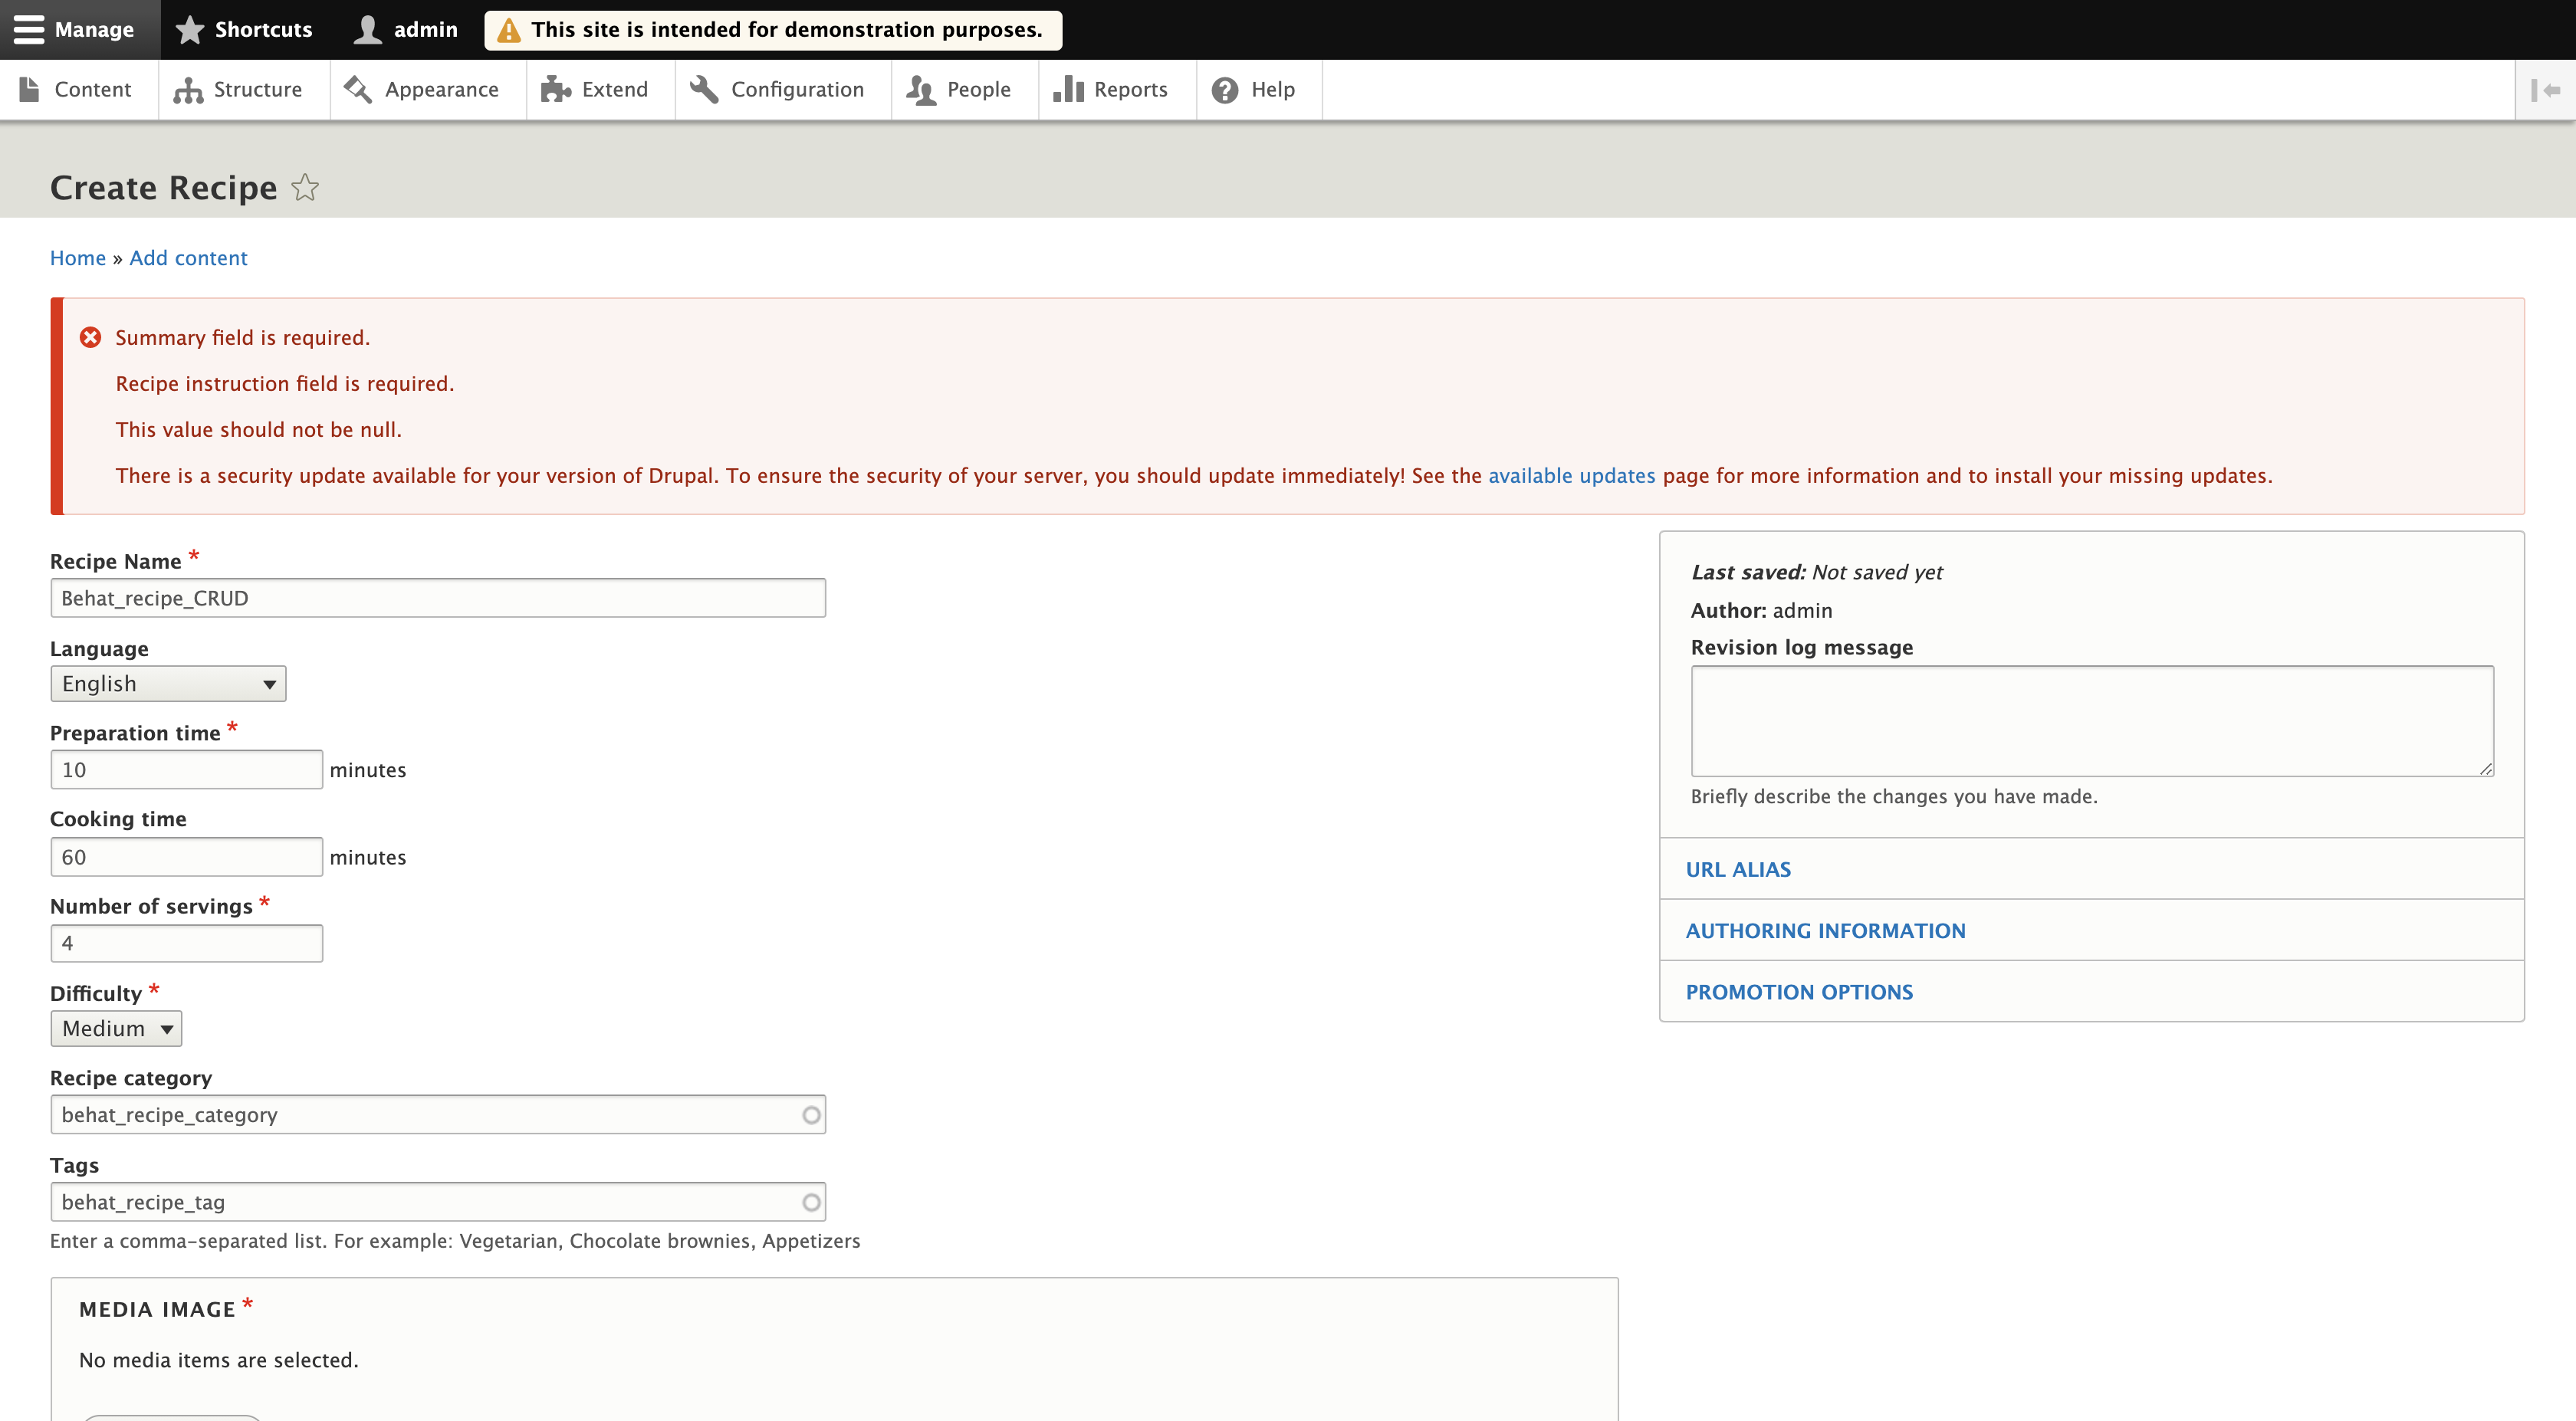 Manage Shortcuts admin This site is intended for demonstration purposes.
Content Structure Appearance Extend Configuration People Reports Help
Create Recipe
Home » Add content
Summary field is required.
Recipe instruction field is required.
This value should not be null.
There is a security update available for your version of Drupal. To ensure the security of your server, you should update immediately! See the available updates page for more information and to install your missing updates.
Recipe Name *
Behat_recipe_CRUD
Language
English
Preparation time *
10 minutes
Cooking time
60 minutes
Number of servings *
4
Difficulty *
Medium
Recipe category
behat_recipe_category
Tags
behat_recipe_tag
Enter a comma-separated list. For example: Vegetarian, Chocolate brownies, Appetizers
MEDIA IMAGE *
No media items are selected.
Last saved: Not saved yet
Author: admin
Revision log message
Briefly describe the changes you have made.
URL ALIAS
AUTHORING INFORMATION
PROMOTION OPTIONS